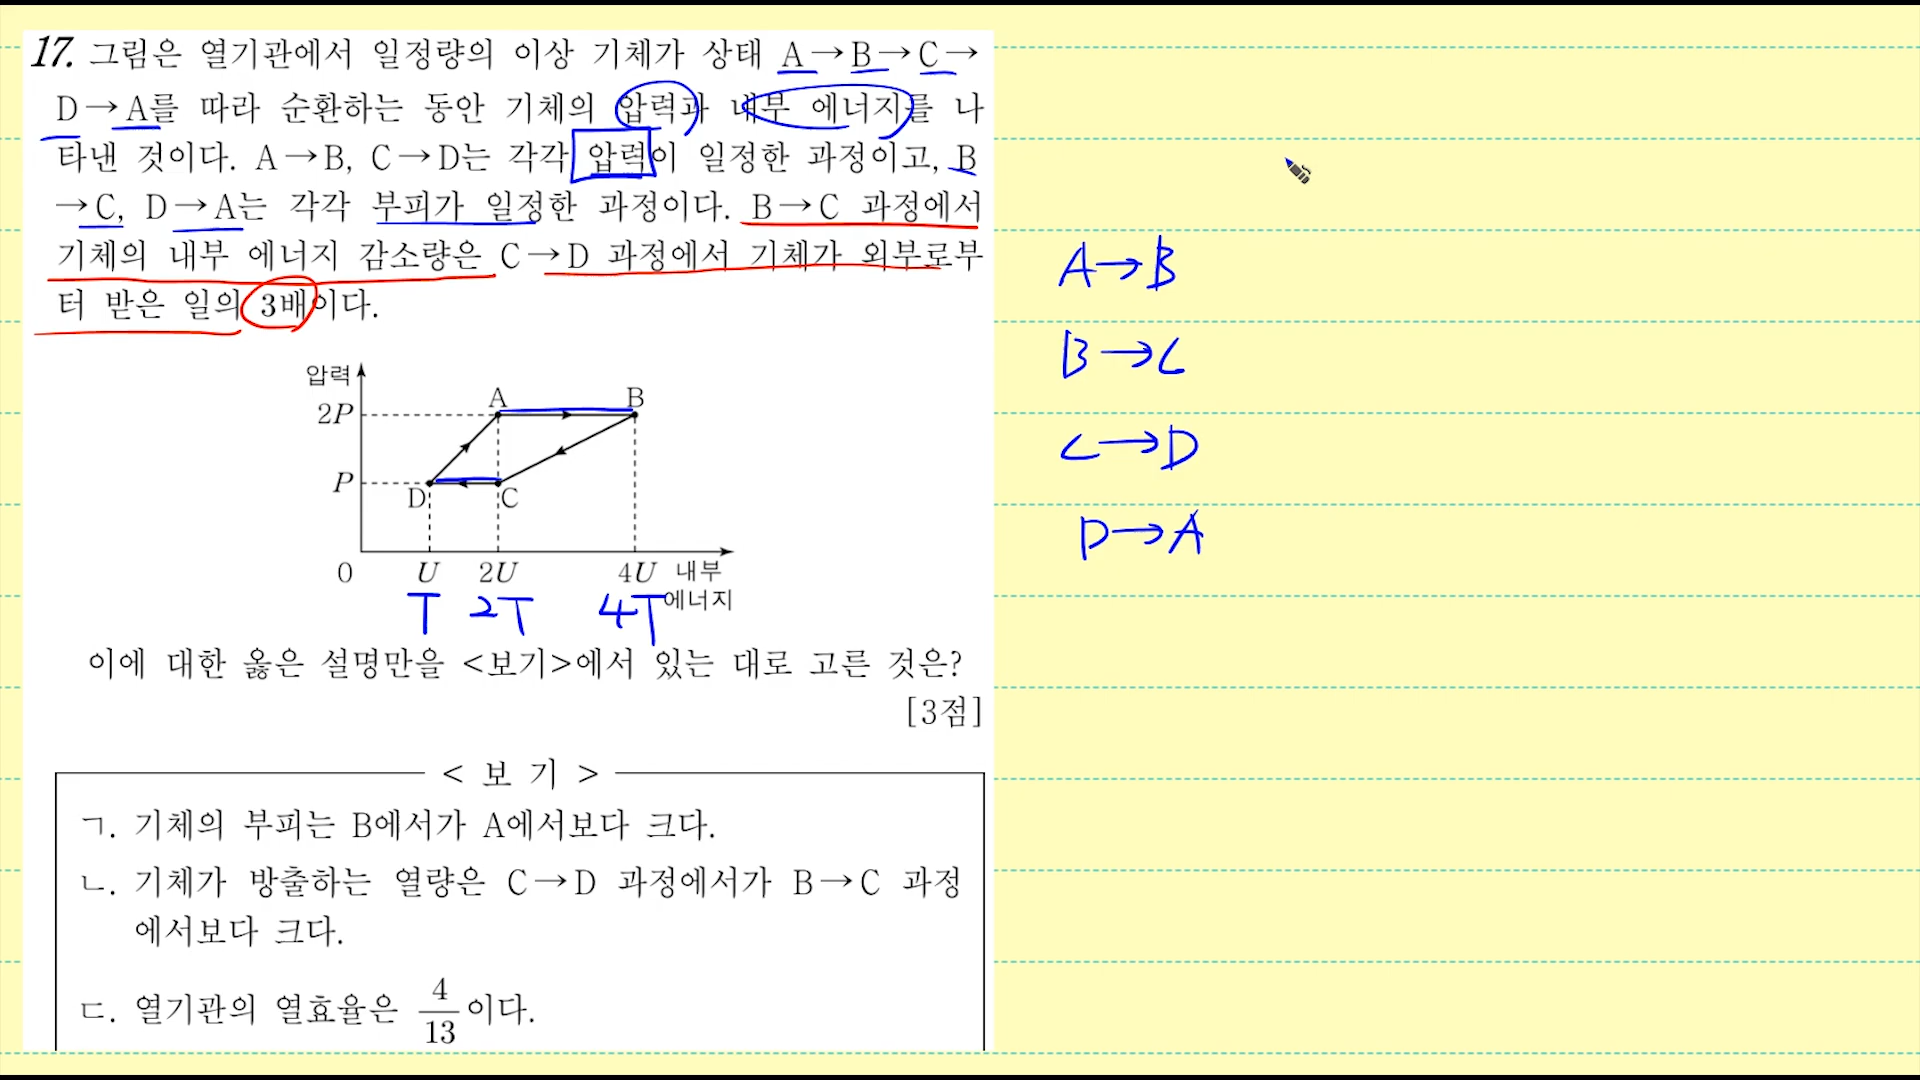 17. 그림은 열기관에서 일정량의 이상 기체가 상태 A→B→C→
D→A를 따라 순환하는 동안 기체의 압력과 내부 에너지를 나
타낸 것이다. A→B, C→D는 각각 압력이 일정한 과정이고, B
→C, D→A는 각각 부피가 일정한 과정이다. B→C 과정에서
기체의 내부 에너지 감소량은 C→D 과정에서 기체가 외부로부
터 받은 일의 3배이다.
압력
2P
P
A
B
D
C
0
U
2U
4U
내부
에너지
T 2T 4T
이에 대한 옳은 설명만을 <보기>에서 있는 대로 고른 것은?
[3점]
< 보 기 >
ㄱ. 기체의 부피는 B에서가 A에서보다 크다.
ㄴ. 기체가 방출하는 열량은 C→D 과정에서가 B→C 과정
에서보다 크다.
ㄷ. 열기관의 열효율은 4/13이다.
A→B
B→C
C→D
D→A